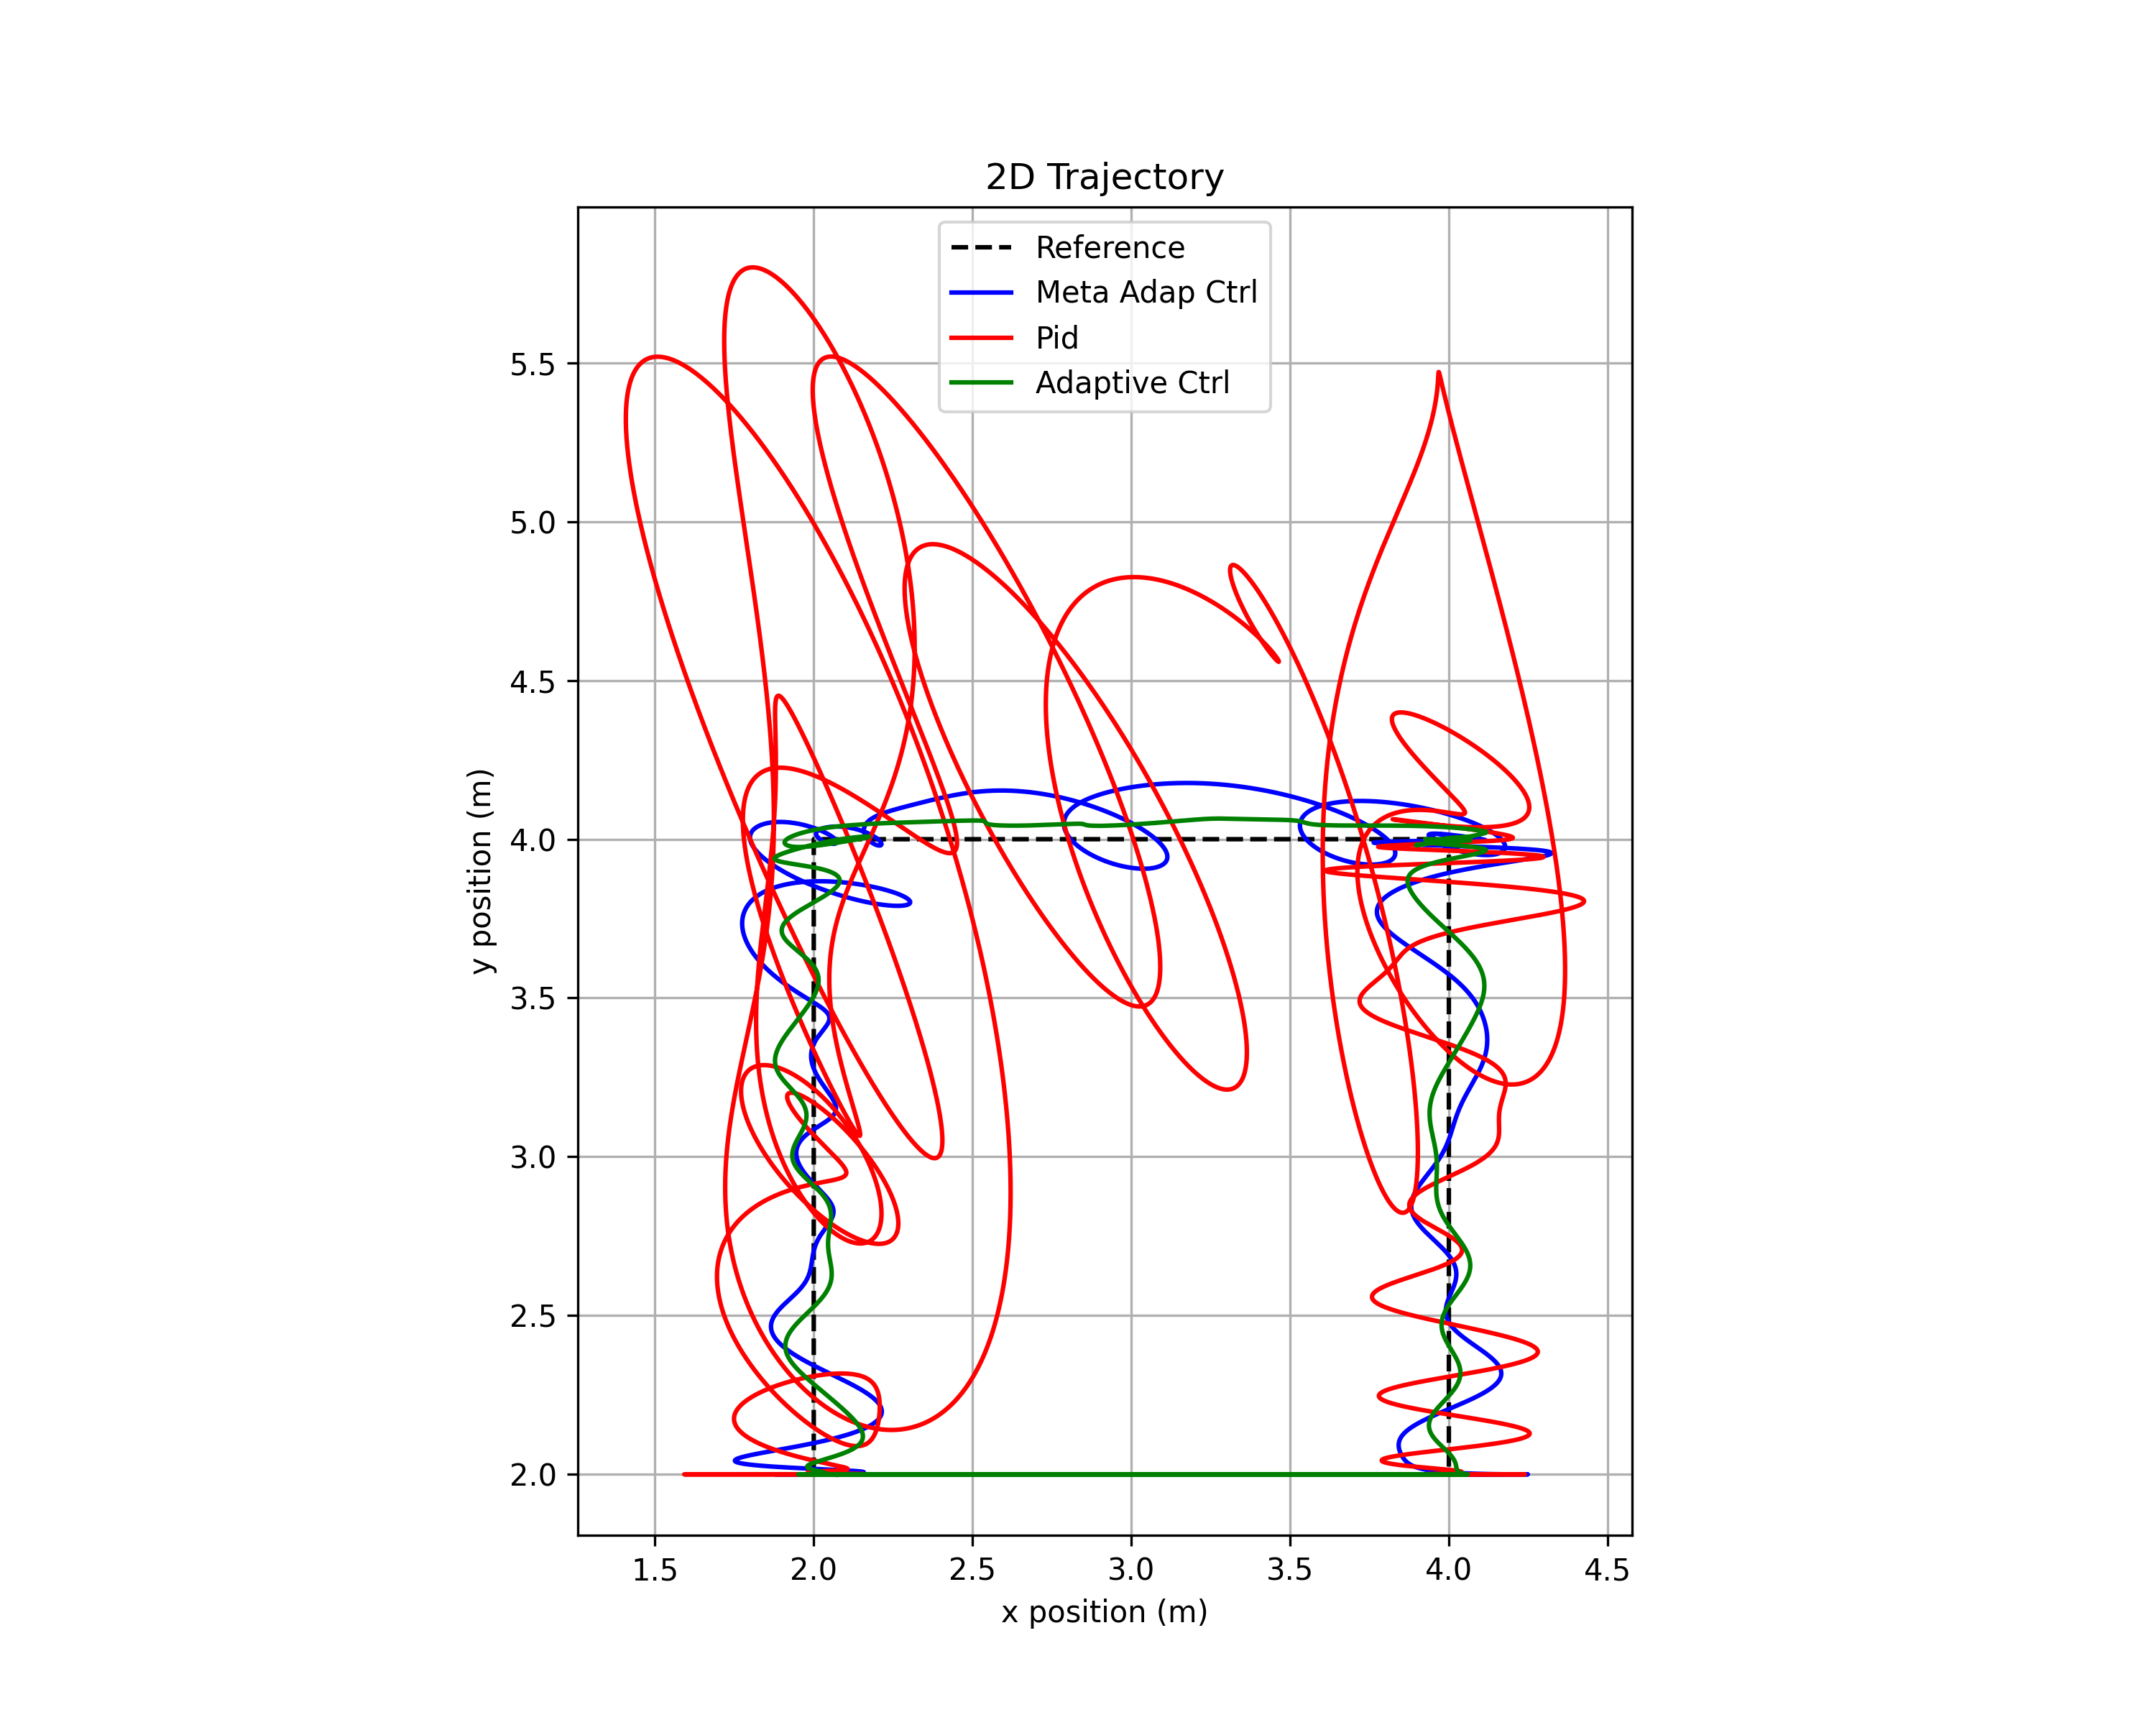 2D Trajectory
Reference
Meta Adap Ctrl
Pid
Adaptive Ctrl
5.5
5.0
4.5
4.0
3.5
3.0
2.5
2.0
y position (m)
1.5 2.0 2.5 3.0 3.5 4.0 4.5
x position (m)